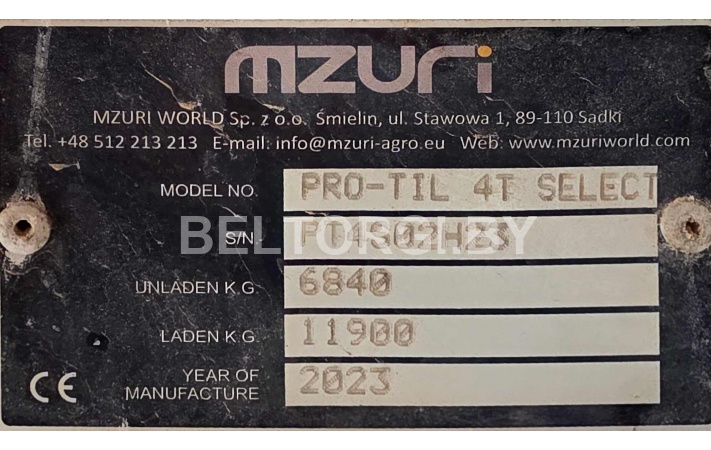 mzuri
MZURI WORLD Sp. z o.o. Śmielin, ul. Stawowa 1, 89-110 Sadki
Tel. +48 512 213 213 E-mail: info@mzuri-agro.eu Web: www.mzuriworld.com
MODEL NO. PRO-TIL 4T SELECT
BELTORGI.BY
S/N.
UNLADEN K.G. 6840
LADEN K.G. 11900
CE
YEAR OF
MANUFACTURE 2023